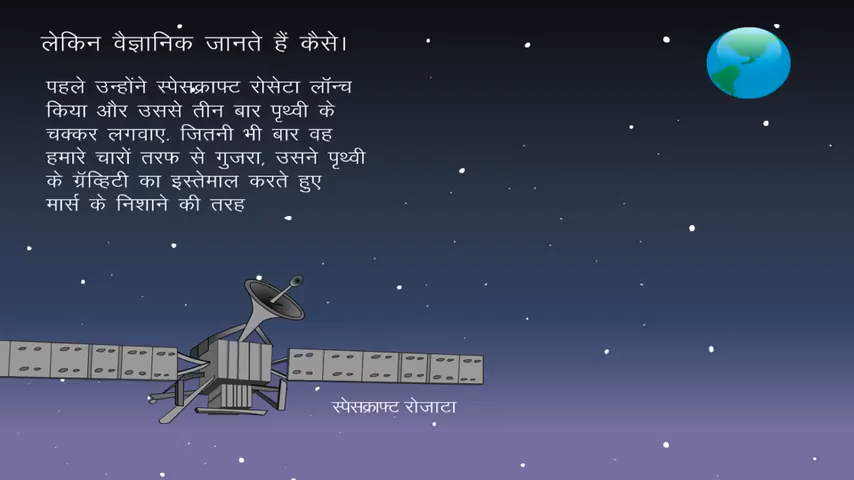 लेकिन वैज्ञानिक जानते हैं कैसे।
पहले उन्होंने स्पेसक्राफ्ट रोसेटा लॉन्च
किया और उससे तीन बार पृथ्वी के
चक्कर लगवाए. जितनी भी बार वह
हमारे चारों तरफ से गुजरा, उसने पृथ्वी
के ग्रॅव्हिटी का इस्तेमाल करते हुए
मार्स के निशाने की तरह
स्पेसक्राफ्ट रोजाटा